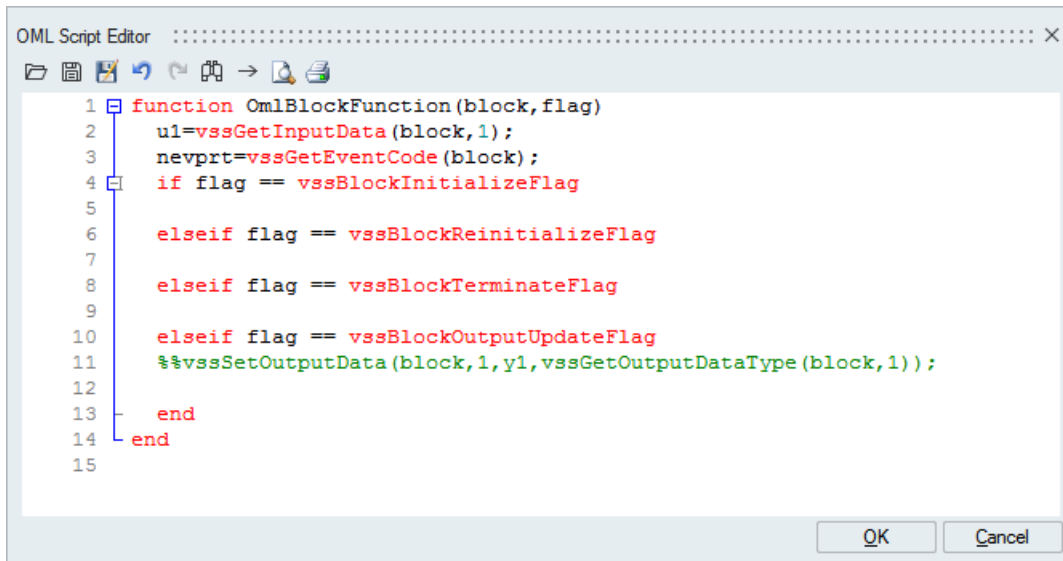 OML Script Editor
1 function OmlBlockFunction(block,flag)
2 u1=vssGetInputData(block,1);
3 nevprt=vssGetEventCode(block);
4 if flag == vssBlockInitializeFlag
5
6 elseif flag == vssBlockReinitializeFlag
7
8 elseif flag == vssBlockTerminateFlag
9
10 elseif flag == vssBlockOutputUpdateFlag
11 %%vssSetOutputData(block,1,y1,vssGetOutputDataType(block,1));
12
13 end
14 end
15
OK Cancel